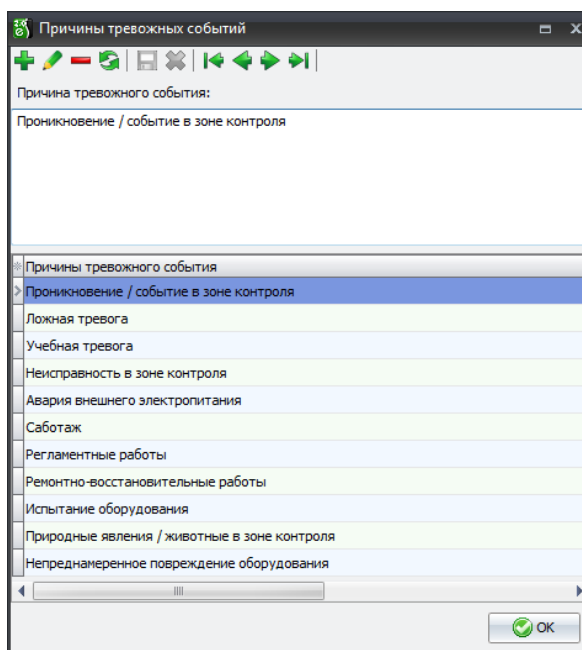 Причины тревожных событий
Причина тревожного события:
Проникновение / событие в зоне контроля
Причины тревожного события
Проникновение / событие в зоне контроля
Ложная тревога
Учебная тревога
Неисправность в зоне контроля
Авария внешнего электропитания
Саботаж
Регламентные работы
Ремонтно-восстановительные работы
Испытание оборудования
Природные явления / животные в зоне контроля
Непреднамеренное повреждение оборудования
ОК